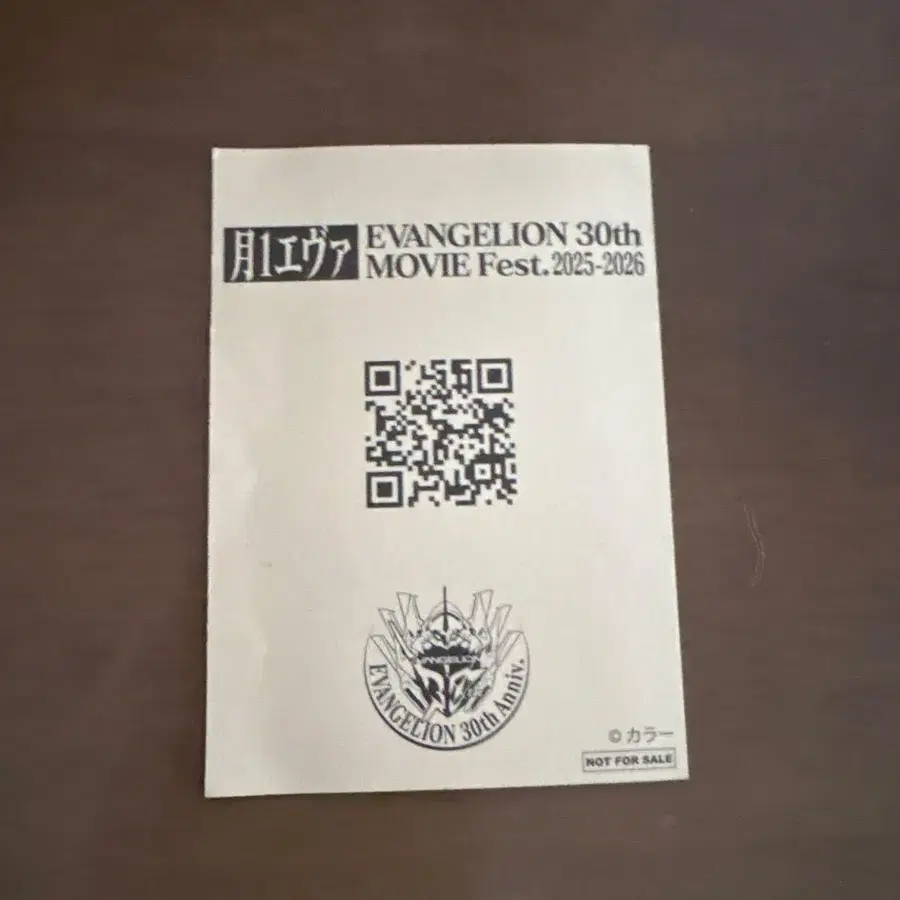 月1エヴァ
EVANGELION 30th
MOVIE Fest.2025-2026
EVANGELION
EVANGELION 30th Anniv.
© カラー
NOT FOR SALE